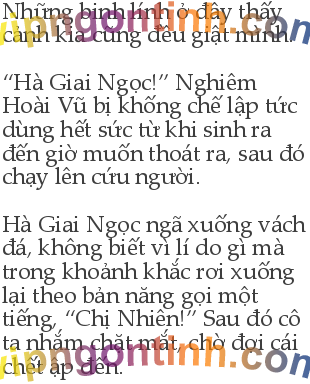 Những binh lính ở đây thấy
cảnh kia cũng đều giật mình.
vipngontinh.com
“Hà Giai Ngọc!” Nghiêm
Hoài Vũ bị khống chế lập tức
dùng hết sức từ khi sinh ra
đến giờ muốn thoát ra, sau đó
chạy lên cứu người.
Hà Giai Ngọc ngã xuống vách
đá, không biết vì lí do gì mà
trong khoảnh khắc rơi xuống
lại theo bản năng gọi một
tiếng, “Chị Nhiên!” Sau đó cô
ta nhắm chặt mắt, chờ đợi cái
chết ập đến.
vipngontinh.com